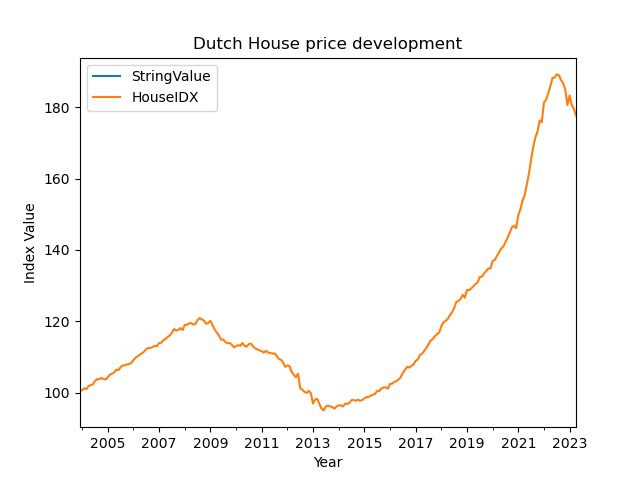 Dutch House price development
StringValue
HouseIDX
180
160
140
120
100
Index Value
2005 2007 2009 2011 2013 2015 2017 2019 2021 2023
Year